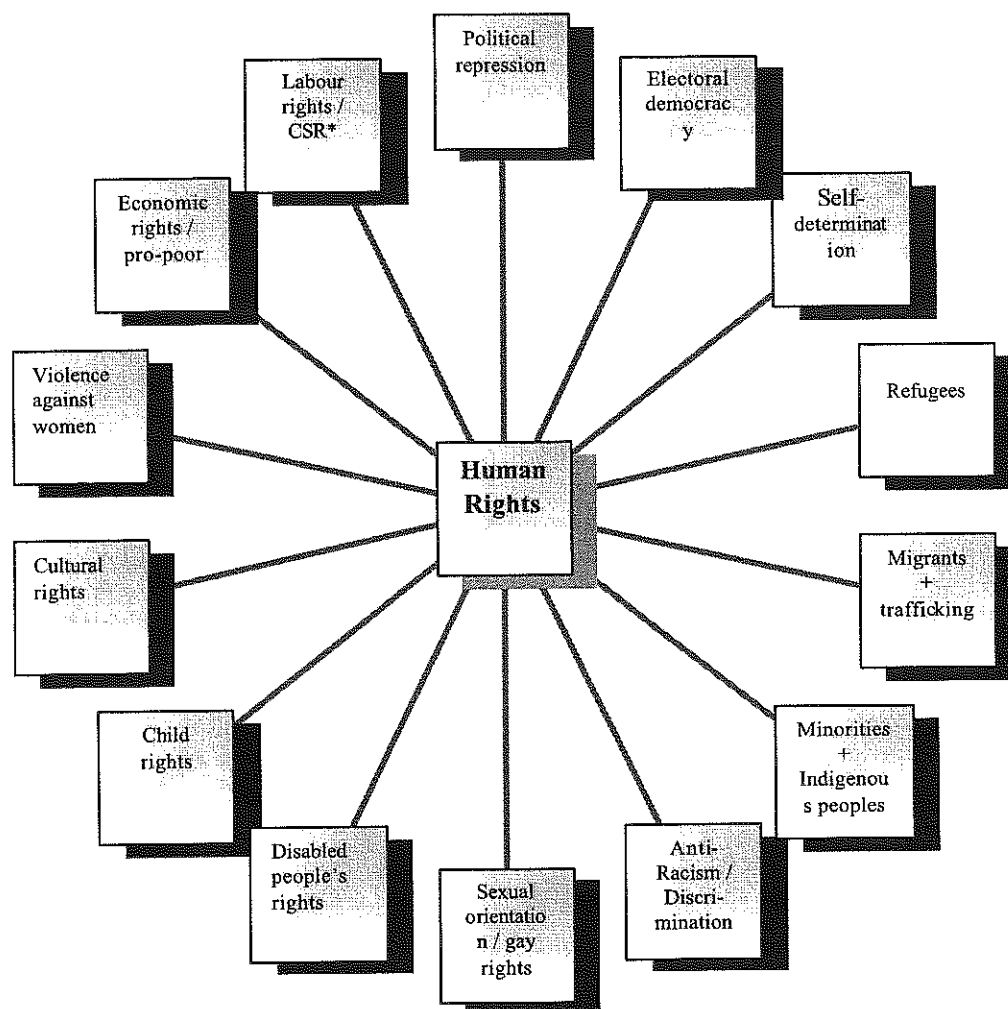 Political
repression
Electoral
democrac
y
Self-
determinat
ion
Refugees
Migrants
+
trafficking
Minorities
+
Indigenou
s peoples
Anti-
Racism /
Discri-
mination
Sexual
orientatio
n / gay
rights
Disabled
people's
rights
Child
rights
Cultural
rights
Violence
against
women
Economic
rights /
pro-poor
Labour
rights /
CSR*
Human
Rights